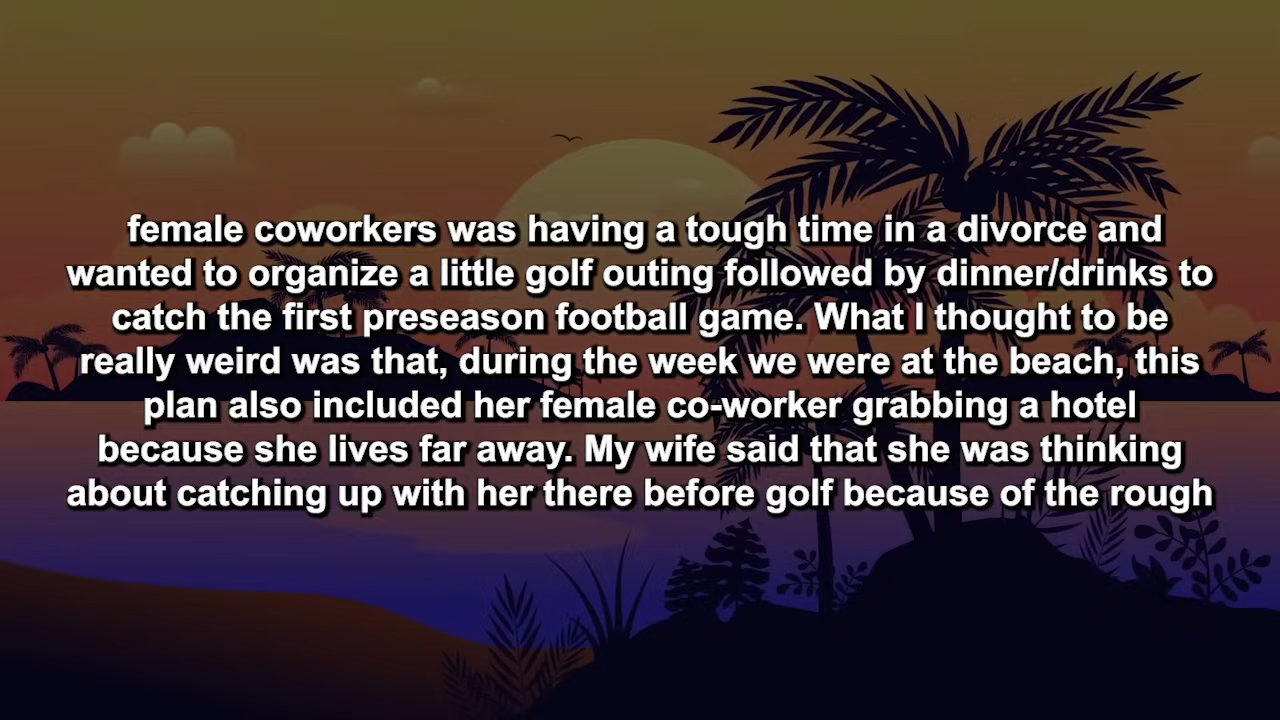 female coworkers was having a tough time in a divorce and
wanted to organize a little golf outing followed by dinner/drinks to
catch the first preseason football game. What I thought to be
really weird was that, during the week we were at the beach, this
plan also included her female co-worker grabbing a hotel
because she lives far away. My wife said that she was thinking
about catching up with her there before golf because of the rough